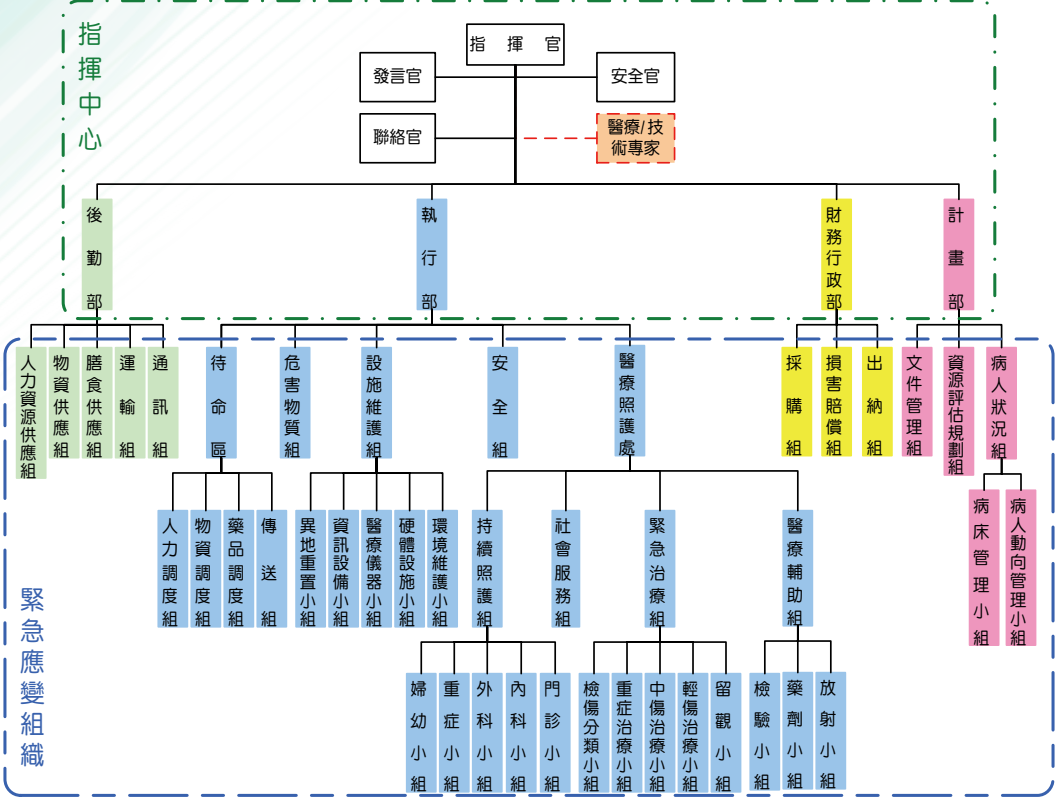 指揮中心
指揮官
發言官
安全官
聯絡官
醫療/技
術專家
後勤部
執行部
財務行政部
計畫部
人力資源供應組
物資供應組
膳食供應組
運輸組
通訊組
待命區
危害物質組
設施維護組
安全組
醫療照護處
採購組
損害賠償組
出納組
文件管理組
資源評估規劃組
病人狀況組
人力調度組
物資調度組
藥品調度組
傳送組
異地重置小組
資訊設備小組
醫療儀器小組
硬體設施小組
環境維護小組
持續照護組
社會服務組
緊急治療組
醫療輔助組
病床管理小組
病人動向管理小組
緊急應變組織
婦幼小組
重症小組
外科小組
內科小組
門診小組
檢傷分類小組
重症治療小組
中傷治療小組
輕傷治療小組
留觀小組
檢驗小組
藥劑小組
放射小組